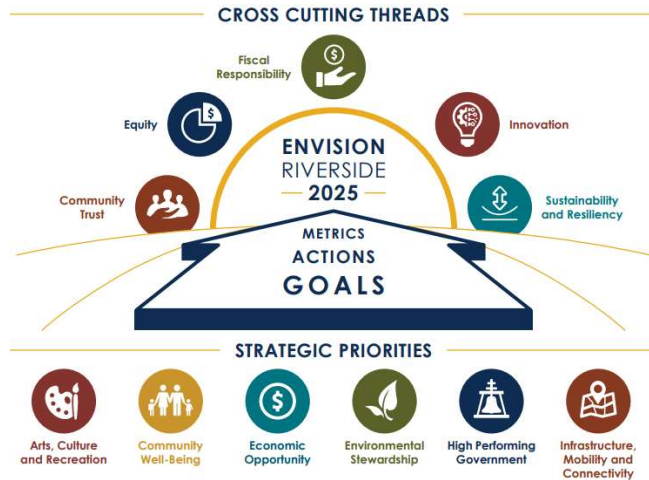 CROSS CUTTING THREADS
Fiscal
Responsibility
$
Equity
$
Innovation
ENVISION
RIVERSIDE
2025
Community
Trust
Sustainability
and Resiliency
METRICS
ACTIONS
GOALS
STRATEGIC PRIORITIES
$
Arts, Culture
and Recreation
Community
Well-Being
Economic
Opportunity
Environmental
Stewardship
High Performing
Government
Infrastructure,
Mobility and
Connectivity